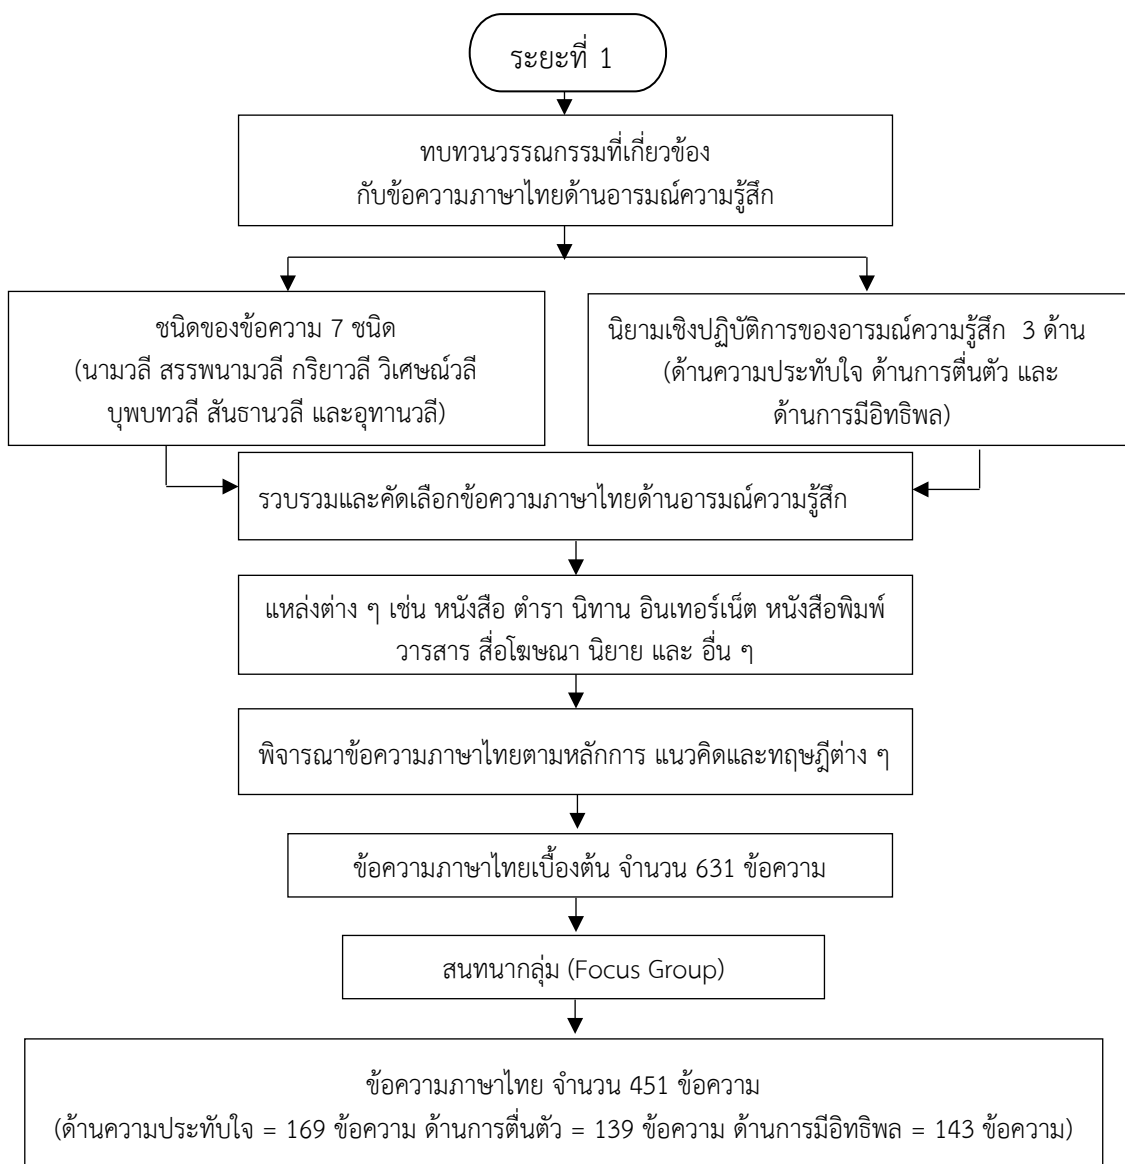 ระยะที่ 1
ทบทวนวรรณกรรมที่เกี่ยวข้อง
กับข้อความภาษาไทยด้านอารมณ์ความรู้สึก
ชนิดของข้อความ 7 ชนิด
(นามวลี สรรพนามวลี กริยาวลี วิเศษณ์วลี
บุพบทวลี สันธานวลี และอุทานวลี)
นิยามเชิงปฏิบัติการของอารมณ์ความรู้สึก 3 ด้าน
(ด้านความประทับใจ ด้านการตื่นตัว และ
ด้านการมีอิทธิพล)
รวบรวมและคัดเลือกข้อความภาษาไทยด้านอารมณ์ความรู้สึก
แหล่งต่าง ๆ เช่น หนังสือ ตำรา นิทาน อินเทอร์เน็ต หนังสือพิมพ์
วารสาร สื่อโฆษณา นิยาย และ อื่น ๆ
พิจารณาข้อความภาษาไทยตามหลักการ แนวคิดและทฤษฎีต่าง ๆ
ข้อความภาษาไทยเบื้องต้น จำนวน 631 ข้อความ
สนทนากลุ่ม (Focus Group)
ข้อความภาษาไทย จำนวน 451 ข้อความ
(ด้านความประทับใจ = 169 ข้อความ ด้านการตื่นตัว = 139 ข้อความ ด้านการมีอิทธิพล = 143 ข้อความ)